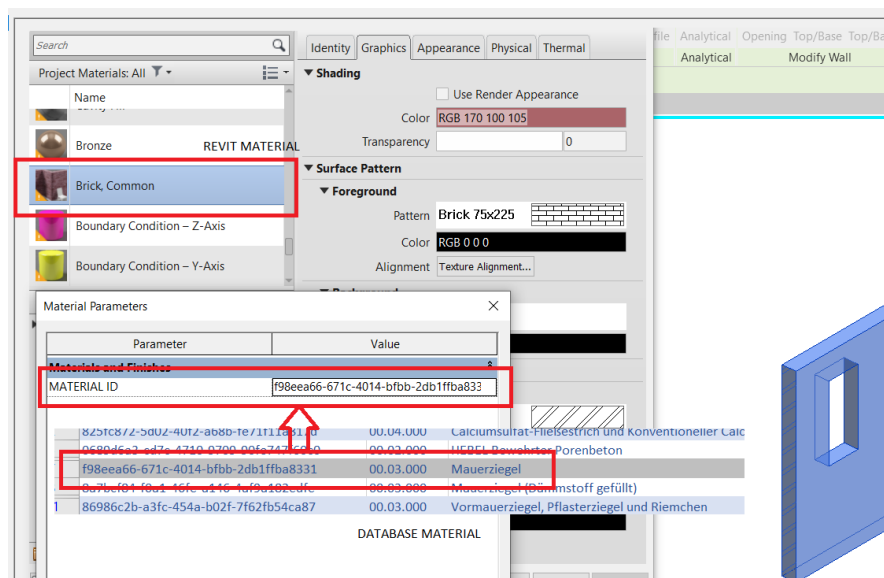 file Analytical Opening Top/Base Top/Ba
Analytical Modify Wall
Search
Identity Graphics Appearance Physical Thermal
Project Materials: All
Shading
Name
Use Render Appearance
Color RGB 170 100 105
Transparency 0
Bronze
REVIT MATERIAL
Brick, Common
Surface Pattern
Foreground
Pattern Brick 75x225
Color RGB 0 0 0
Alignment Texture Alignment...
Boundary Condition – Z-Axis
Boundary Condition – Y-Axis
Material Parameters
Parameter Value
Materials and Finishes
MATERIAL ID f98eea66-671c-4014-bfbb-2db1ffba833
00.04.000 Calciumsulfat-Fließestrich und Konventioneller Calc
00.02.000 HEBEL Bewehrter Porenbeton
f98eea66-671c-4014-bfbb-2db1ffba8331 00.03.000 Mauerziegel
00.03.000 Mauerziegel (Dämmstoff gefüllt)
1 86986c2b-a3fc-454a-b02f-7f62fb54ca87 00.03.000 Vormauerziegel, Pflasterziegel und Riemchen
DATABASE MATERIAL